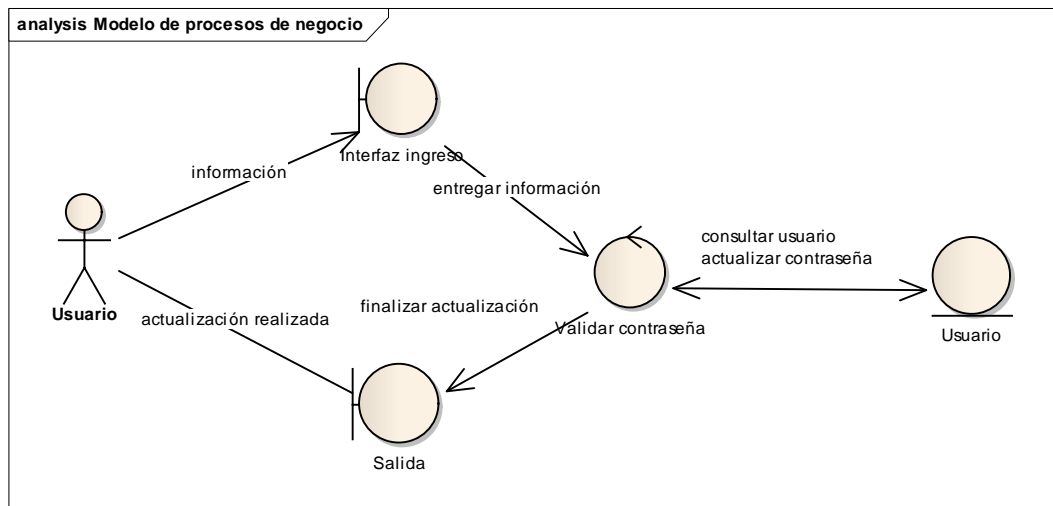 analysis Modelo de procesos de negocio
Interfaz ingreso
información
entregar información
consultar usuario
actualizar contraseña
Usuario
actualización realizada
finalizar actualización
Validar contraseña
Usuario
Salida